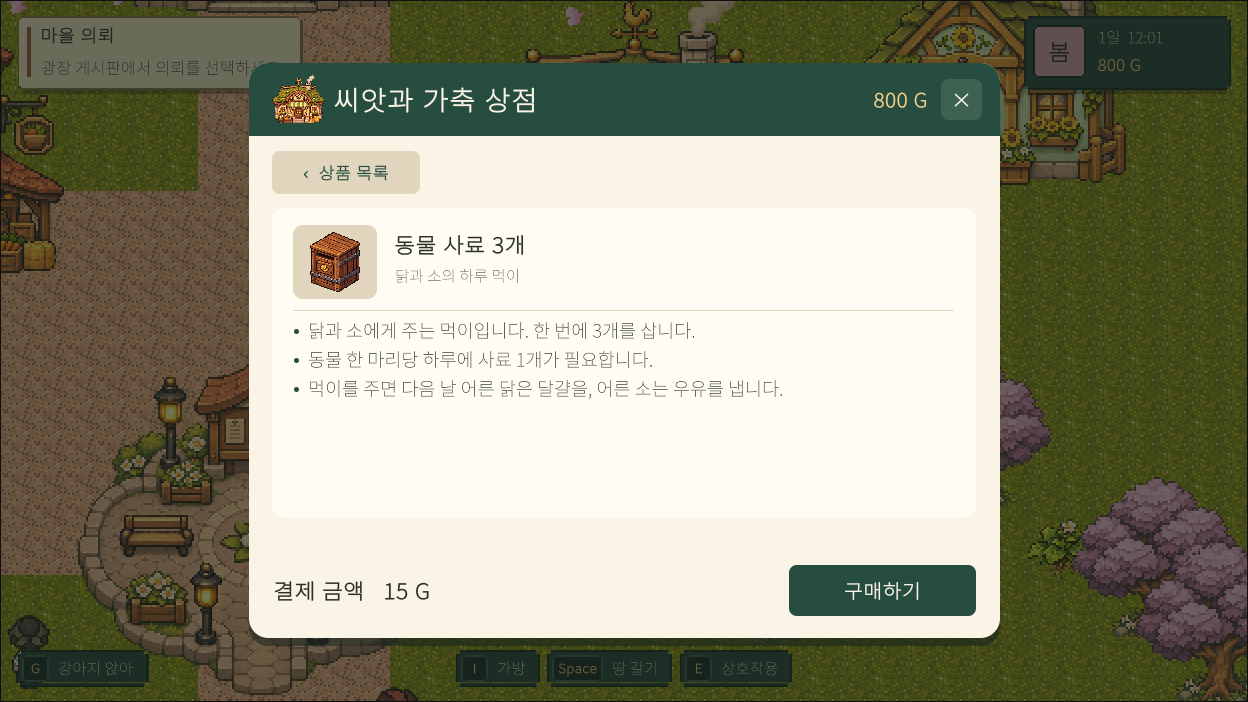 마을 의뢰
광장 게시판에서 의뢰를 선택하
봄
1일 12:01
800 G
씨앗과 가축 상점
800 G
‹ 상품 목록
동물 사료 3개
닭과 소의 하루 먹이
• 닭과 소에게 주는 먹이입니다. 한 번에 3개를 삽니다.
• 동물 한 마리당 하루에 사료 1개가 필요합니다.
• 먹이를 주면 다음 날 어른 닭은 달걀을, 어른 소는 우유를 냅니다.
결제 금액 15 G
구매하기
G 강아지 앉아
I 가방
Space 땅 갈기
E 상호작용